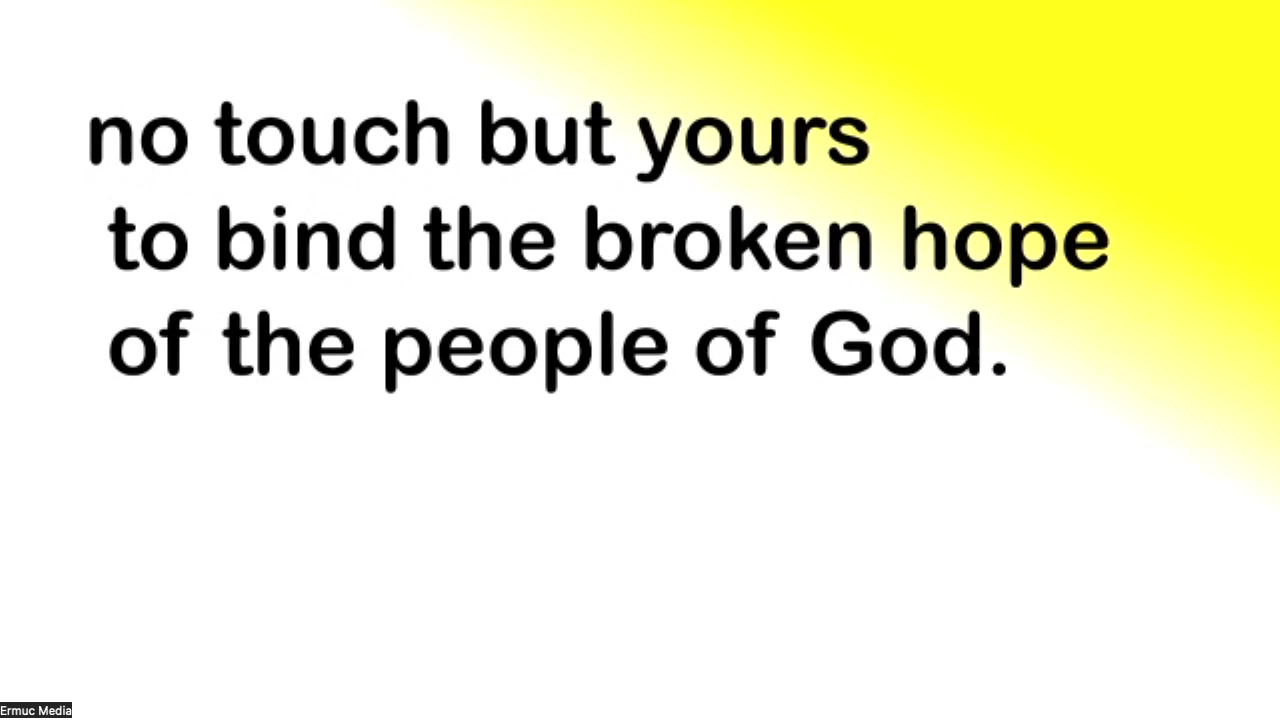 no touch but yours
to bind the broken hope
of the people of God.
Ermuc Media